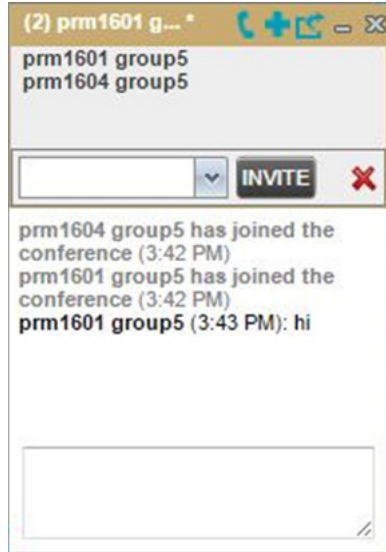 (2) prm1601 g... *
prm1601 group5
prm1604 group5
INVITE
prm1604 group5 has joined the
conference (3:42 PM)
prm1601 group5 has joined the
conference (3:42 PM)
prm1601 group5 (3:43 PM): hi